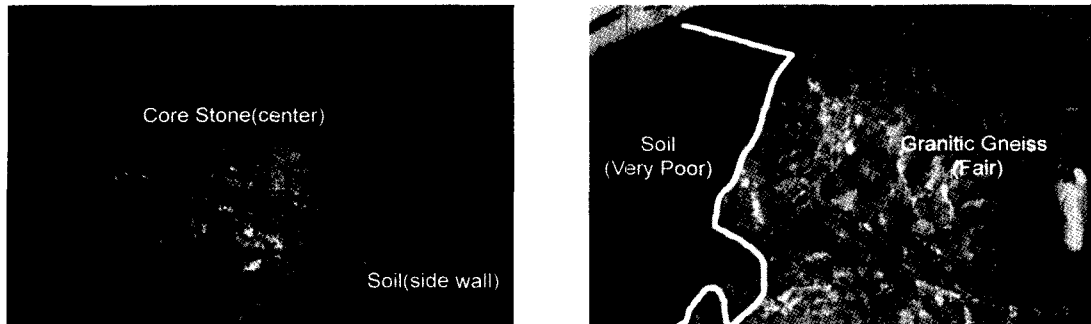 Core Stone(center)
Soil(side wall)
Soil
(Very Poor)
Granitic Gneiss
(Fair)